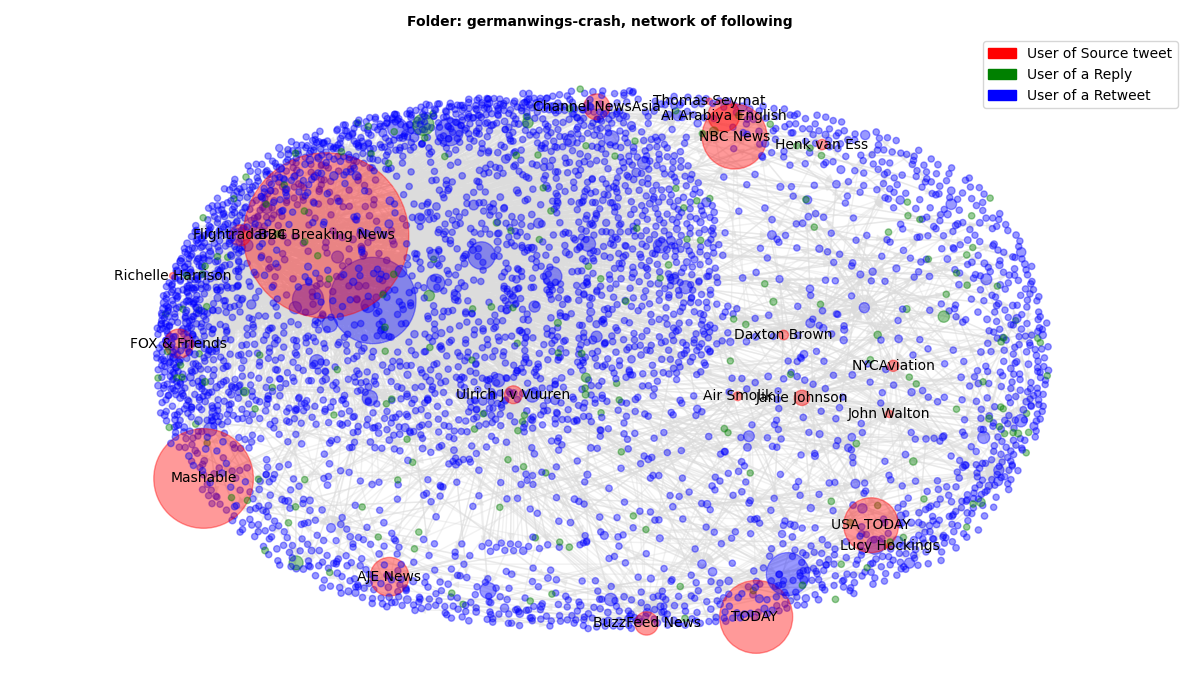 Folder: germanwings-crash, network of following
User of Source tweet
User of a Reply
User of a Retweet
Thomas Seymat
Channel NewsAsia
Al Arabiya English
NBC News
Henk van Ess
Flightradar24
BBC Breaking News
Richelle Harrison
Daxton Brown
FOX & Friends
NYCAviation
Ulrich J v Vuuren
Air Smolik
Janie Johnson
John Walton
Mashable
USA TODAY
Lucy Hockings
AJE News
TODAY
BuzzFeed News